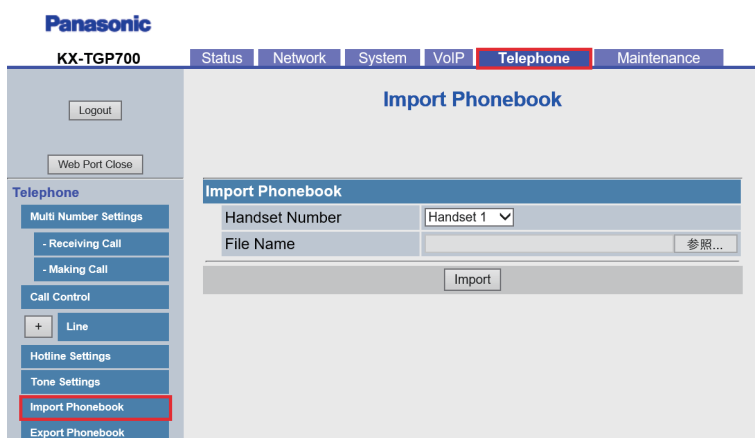 Panasonic
KX-TGP700
Status Network System VoIP Telephone Maintenance
Logout
Web Port Close
Telephone
Multi Number Settings
- Receiving Call
- Making Call
Call Control
+ Line
Hotline Settings
Tone Settings
Import Phonebook
Export Phonebook
Import Phonebook
Import Phonebook
Handset Number Handset 1
File Name 参照...
Import